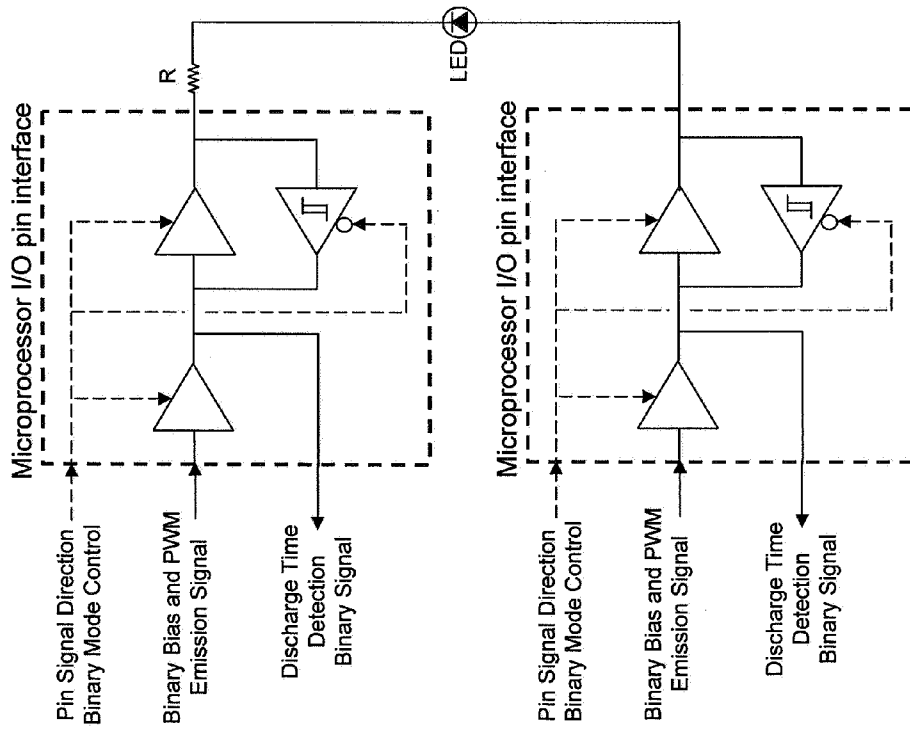 Microprocessor I/O pin interface
R
LED
Pin Signal Direction
Binary Mode Control
Binary Bias and PWM
Emission Signal
Discharge Time
Detection
Binary Signal
Microprocessor I/O pin interface
Pin Signal Direction
Binary Mode Control
Binary Bias and PWM
Emission Signal
Discharge Time
Detection
Binary Signal